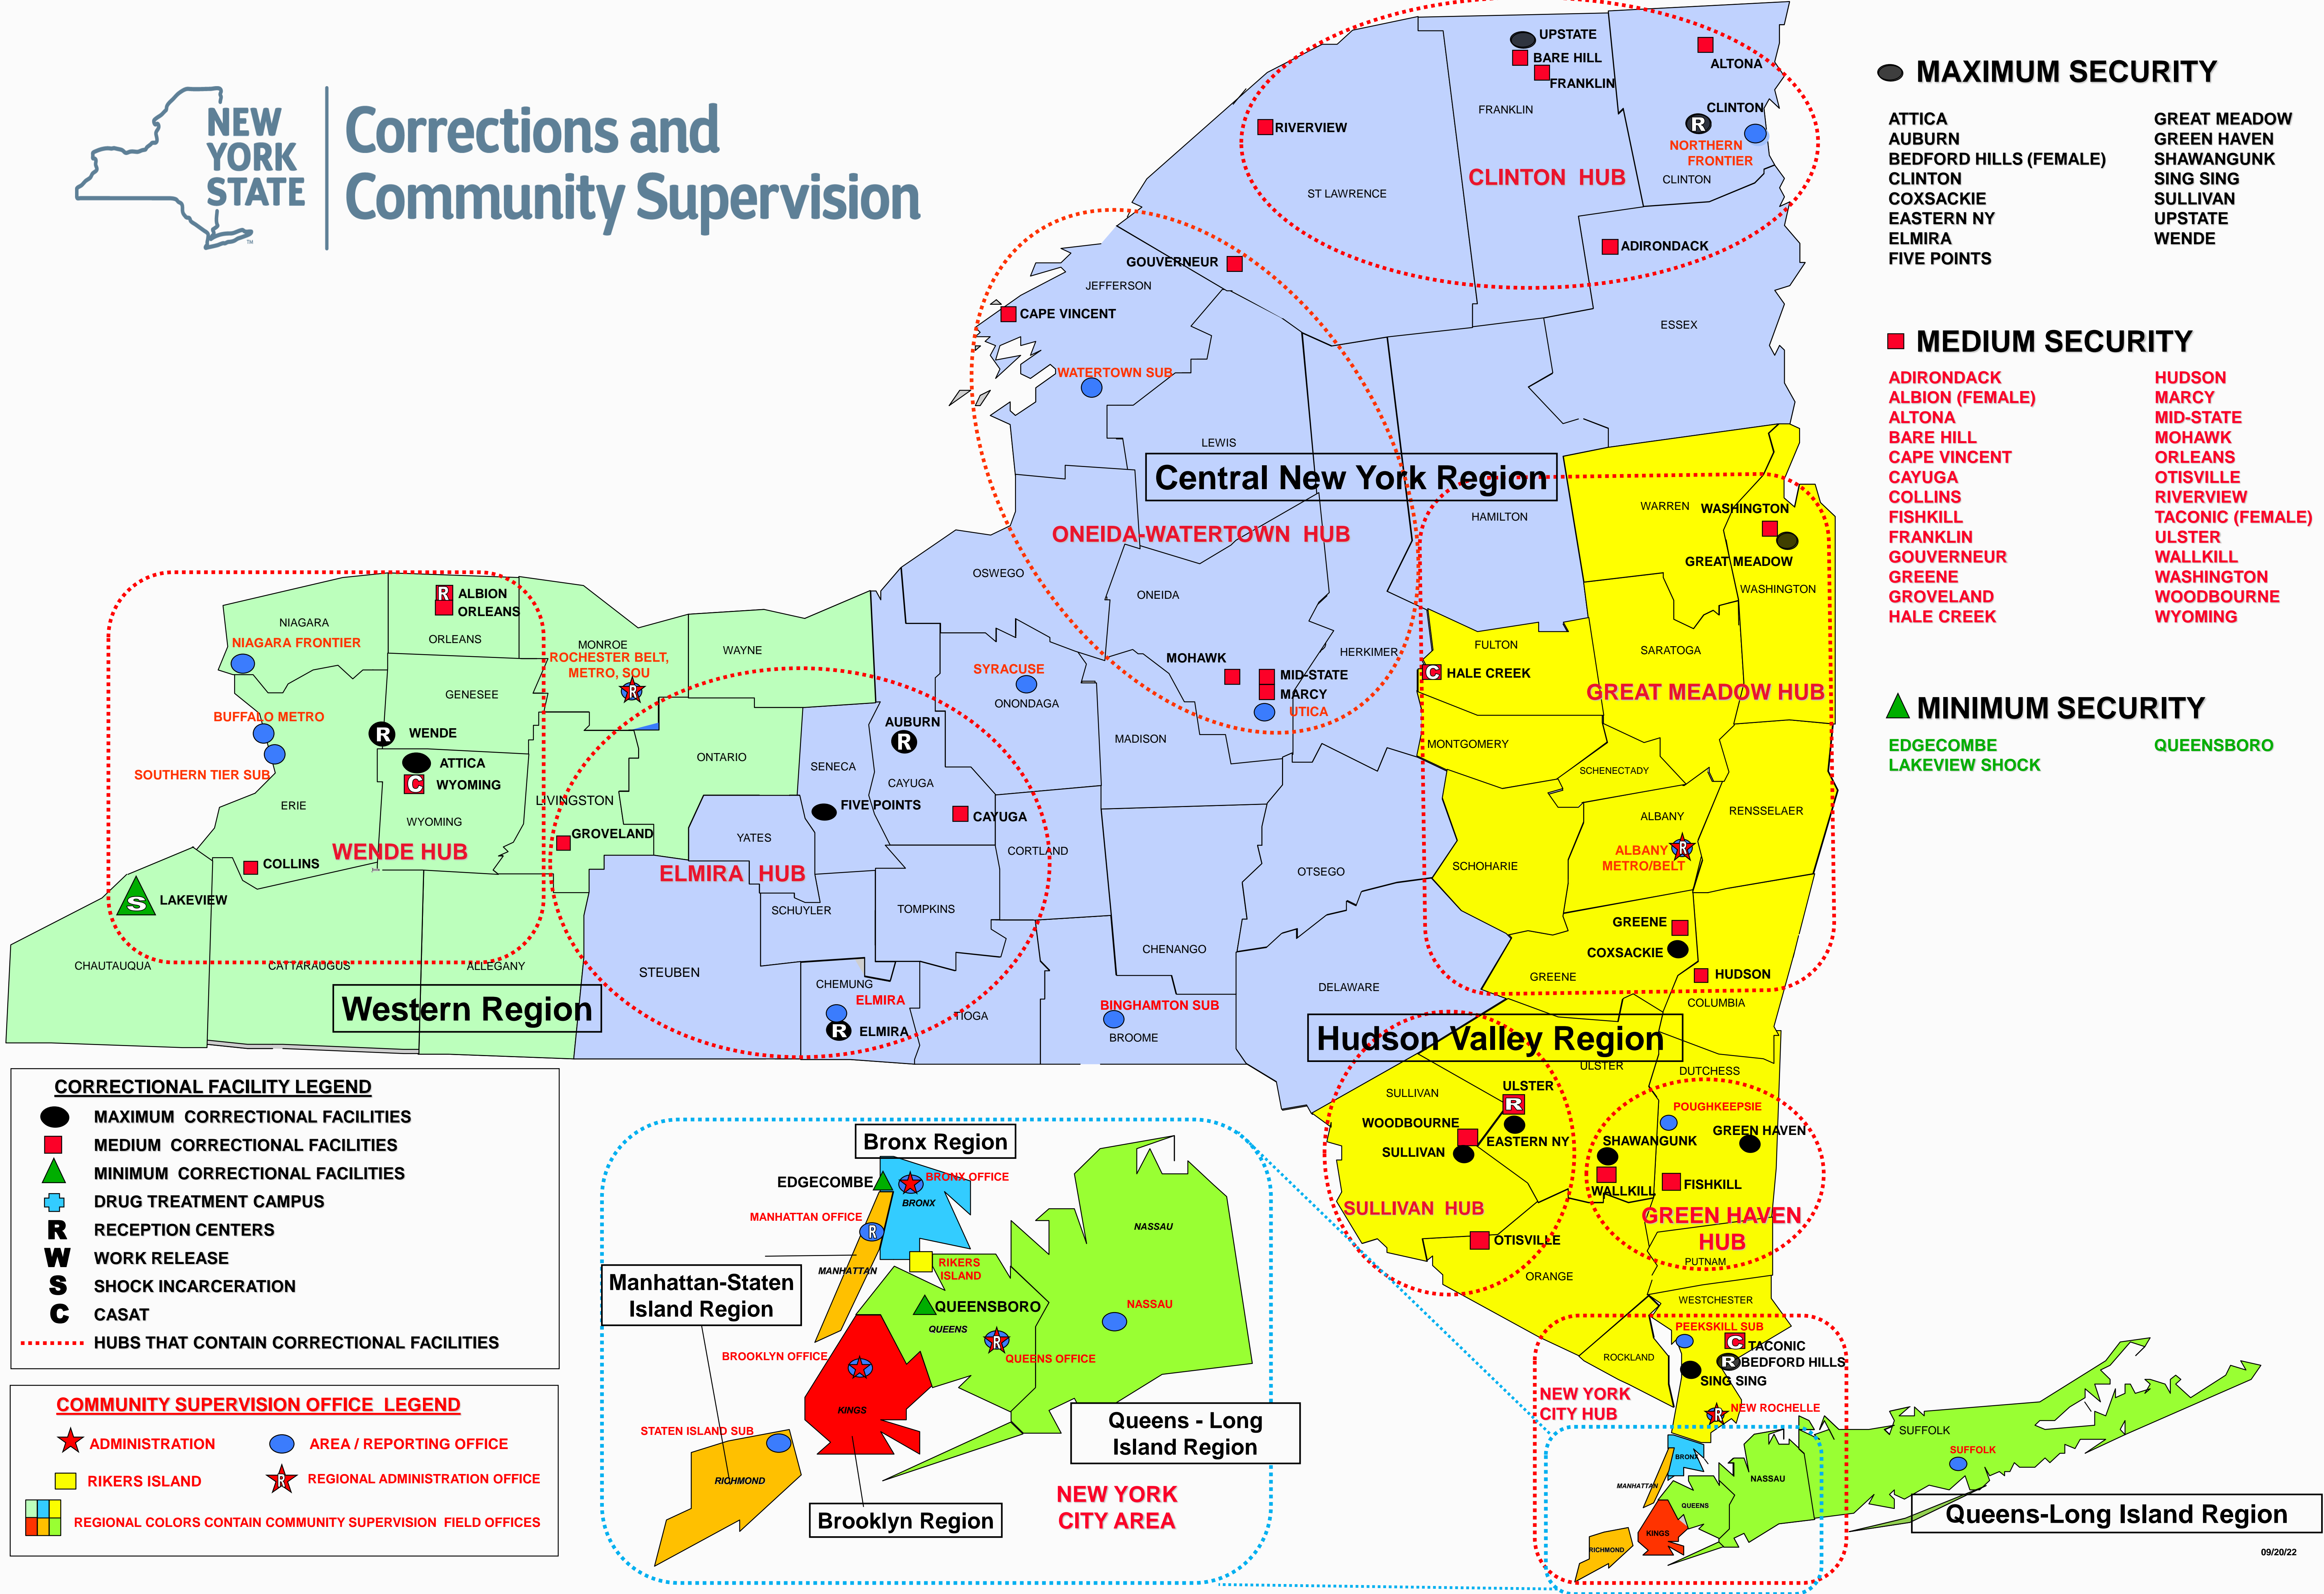 NEW
YORK
STATE
TM
Corrections and
Community Supervision
MAXIMUM SECURITY
ATTICA
AUBURN
BEDFORD HILLS (FEMALE)
CLINTON
COXSACKIE
EASTERN NY
ELMIRA
FIVE POINTS
GREAT MEADOW
GREEN HAVEN
SHAWANGUNK
SING SING
SULLIVAN
UPSTATE
WENDE
MEDIUM SECURITY
ADIRONDACK
ALBION (FEMALE)
ALTONA
BARE HILL
CAPE VINCENT
CAYUGA
COLLINS
FISHKILL
FRANKLIN
GOUVERNEUR
GREENE
GROVELAND
HALE CREEK
HUDSON
MARCY
MID-STATE
MOHAWK
ORLEANS
OTISVILLE
RIVERVIEW
TACONIC (FEMALE)
ULSTER
WALLKILL
WASHINGTON
WOODBOURNE
WYOMING
MINIMUM SECURITY
EDGECOMBE
LAKEVIEW SHOCK
QUEENSBORO
UPSTATE
BARE HILL
FRANKLIN
FRANKLIN
ALTONA
CLINTON
R
NORTHERN
FRONTIER
CLINTON
RIVERVIEW
CLINTON HUB
ST LAWRENCE
ADIRONDACK
GOUVERNEUR
JEFFERSON
CAPE VINCENT
ESSEX
WATERTOWN SUB
LEWIS
Central New York Region
ONEIDA-WATERTOWN HUB
HAMILTON
WARREN
WASHINGTON
GREAT MEADOW
WASHINGTON
OSWEGO
ONEIDA
HERKIMER
FULTON
SARATOGA
MOHAWK
MID-STATE
MARCY
UTICA
C
HALE CREEK
GREAT MEADOW HUB
SYRACUSE
ONONDAGA
MADISON
MONTGOMERY
SCHENECTADY
RENSSELAER
ALBANY
ALBANY
METRO/BELT
R
SCHOHARIE
OTSEGO
GREENE
COXSACKIE
HUDSON
GREENE
COLUMBIA
R
ALBION
ORLEANS
ORLEANS
NIAGARA
NIAGARA FRONTIER
MONROE
ROCHESTER BELT,
METRO, SOU
R
WAYNE
GENESEE
BUFFALO METRO
R
WENDE
ATTICA
C
WYOMING
SOUTHERN TIER SUB
ERIE
WYOMING
LIVINGSTON
GROVELAND
WENDE HUB
COLLINS
S
LAKEVIEW
CHAUTAUQUA
CATTARAUGUS
ALLEGANY
Western Region
ONTARIO
SENECA
AUBURN
R
CAYUGA
FIVE POINTS
CAYUGA
YATES
ELMIRA HUB
CORTLAND
SCHUYLER
TOMPKINS
STEUBEN
CHEMUNG
ELMIRA
R
ELMIRA
TIOGA
CHENANGO
BINGHAMTON SUB
BROOME
DELAWARE
Hudson Valley Region
ULSTER
DUTCHESS
SULLIVAN
ULSTER
R
WOODBOURNE
EASTERN NY
SULLIVAN
POUGHKEEPSIE
GREEN HAVEN
SHAWANGUNK
WALLKILL
FISHKILL
SULLIVAN HUB
GREEN HAVEN
HUB
OTISVILLE
PUTNAM
ORANGE
WESTCHESTER
PEEKSKILL SUB
C
TACONIC
R
BEDFORD HILLS
ROCKLAND
SING SING
NEW YORK
CITY HUB
R
NEW ROCHELLE
SUFFOLK
SUFFOLK
BRONX
MANHATTAN
NASSAU
QUEENS
KINGS
RICHMOND
Queens-Long Island Region
09/20/22
CORRECTIONAL FACILITY LEGEND
MAXIMUM CORRECTIONAL FACILITIES
MEDIUM CORRECTIONAL FACILITIES
MINIMUM CORRECTIONAL FACILITIES
DRUG TREATMENT CAMPUS
R RECEPTION CENTERS
W WORK RELEASE
S SHOCK INCARCERATION
C CASAT
HUBS THAT CONTAIN CORRECTIONAL FACILITIES
COMMUNITY SUPERVISION OFFICE LEGEND
ADMINISTRATION
AREA / REPORTING OFFICE
RIKERS ISLAND
R REGIONAL ADMINISTRATION OFFICE
REGIONAL COLORS CONTAIN COMMUNITY SUPERVISION FIELD OFFICES
Bronx Region
EDGECOMBE
BRONX OFFICE
BRONX
MANHATTAN OFFICE
R
MANHATTAN
RIKERS
ISLAND
Manhattan-Staten
Island Region
QUEENSBORO
QUEENS
R
QUEENS OFFICE
NASSAU
NASSAU
BROOKLYN OFFICE
KINGS
STATEN ISLAND SUB
RICHMOND
Queens - Long
Island Region
Brooklyn Region
NEW YORK
CITY AREA